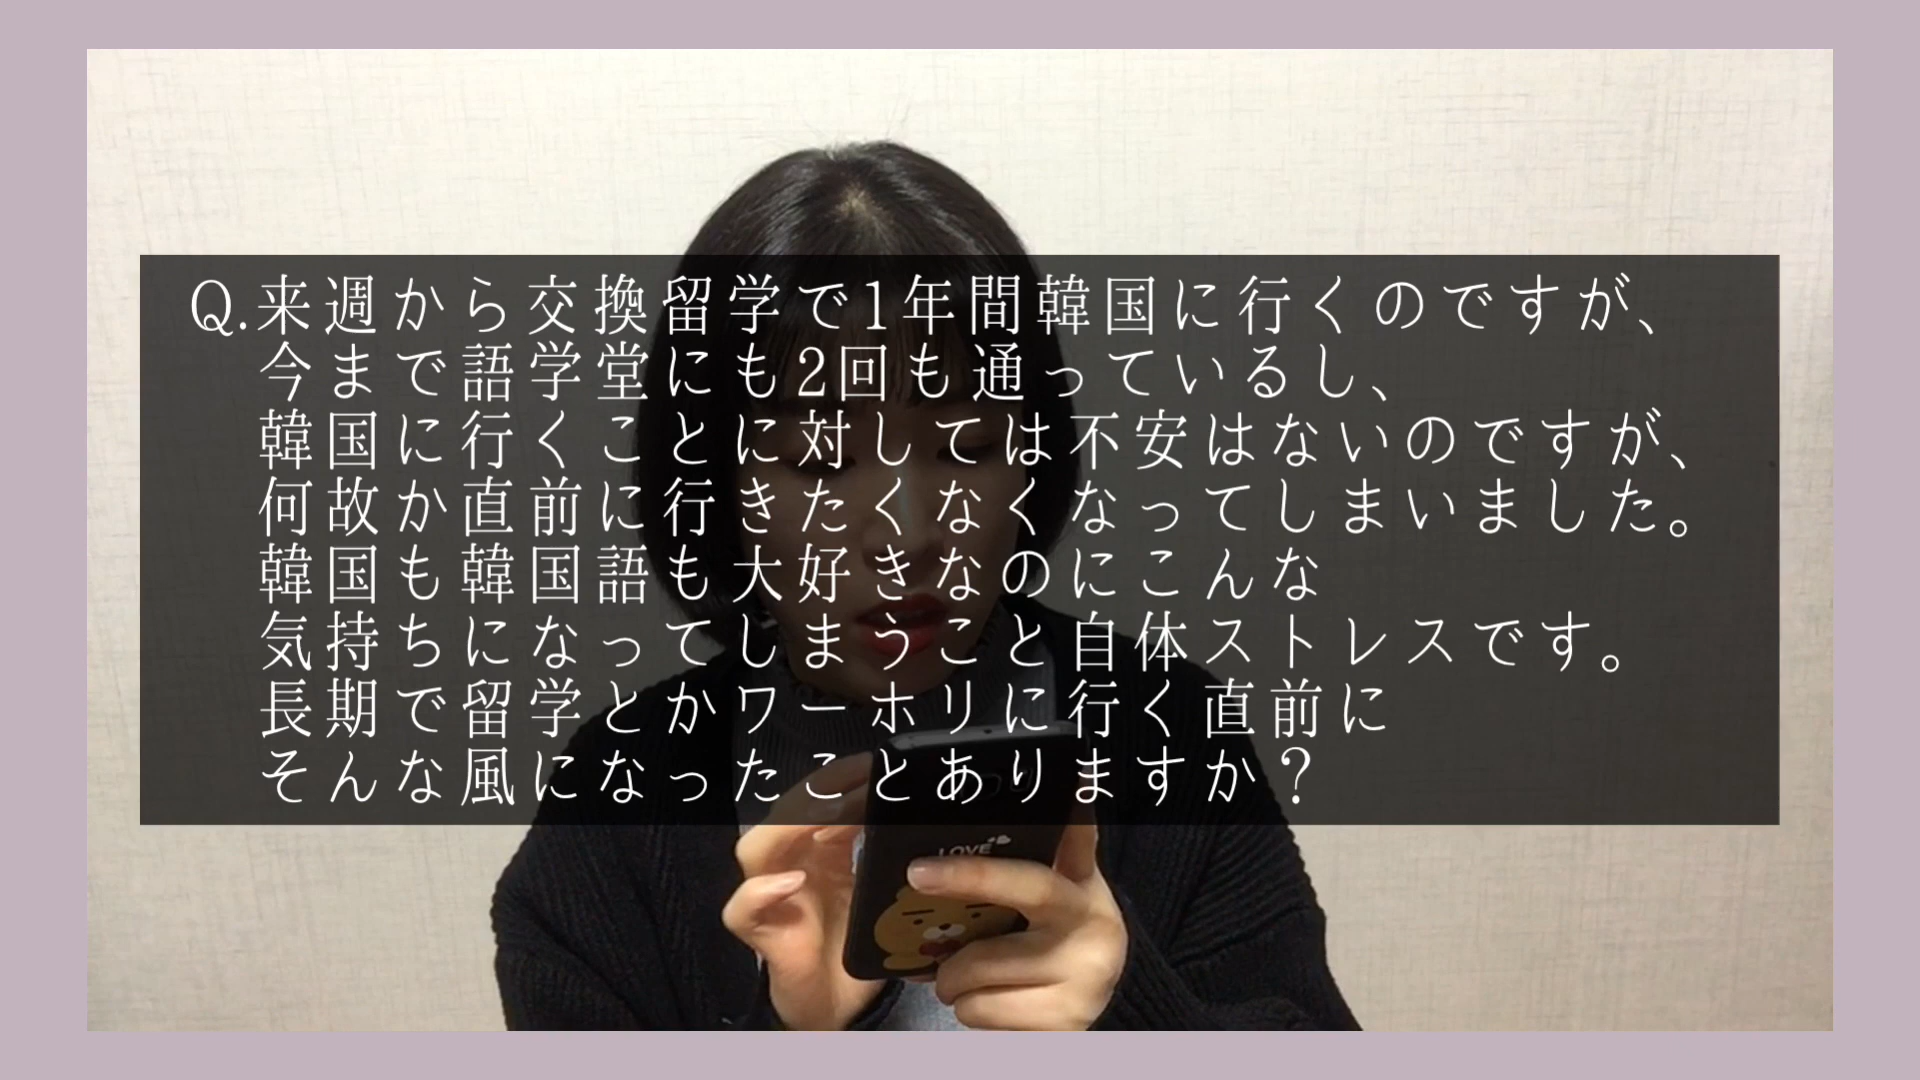 Q.来週から交換留学で1年間韓国に行くのですが、
今まで語学堂にも2回も通っているし、
韓国に行くことに対しては不安はないのですが、
何故か直前に行きたくなくなってしまいました。
韓国も韓国語も大好きなのにこんな
気持ちになってしまうこと自体ストレスです。
長期で留学とかワーホリに行く直前に
そんな風になったことありますか？
LOVE